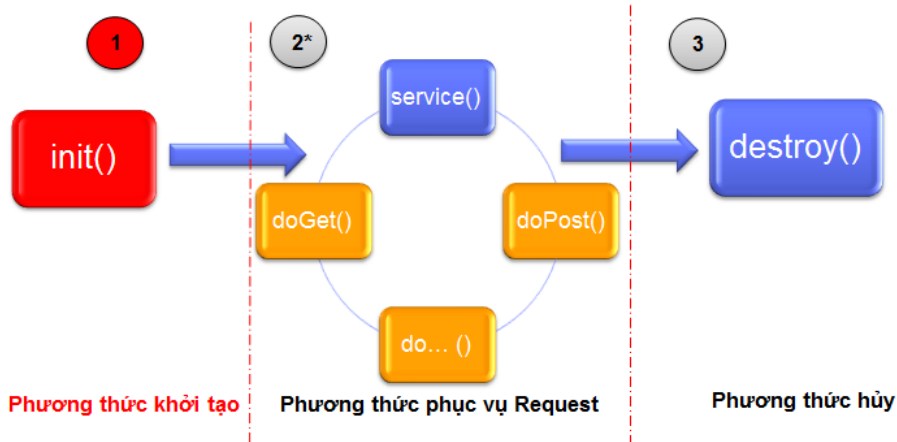 1
2*
3
init()
service()
doGet()
doPost()
do... ()
destroy()
Phương thức khởi tạo
Phương thức phục vụ Request
Phương thức hủy